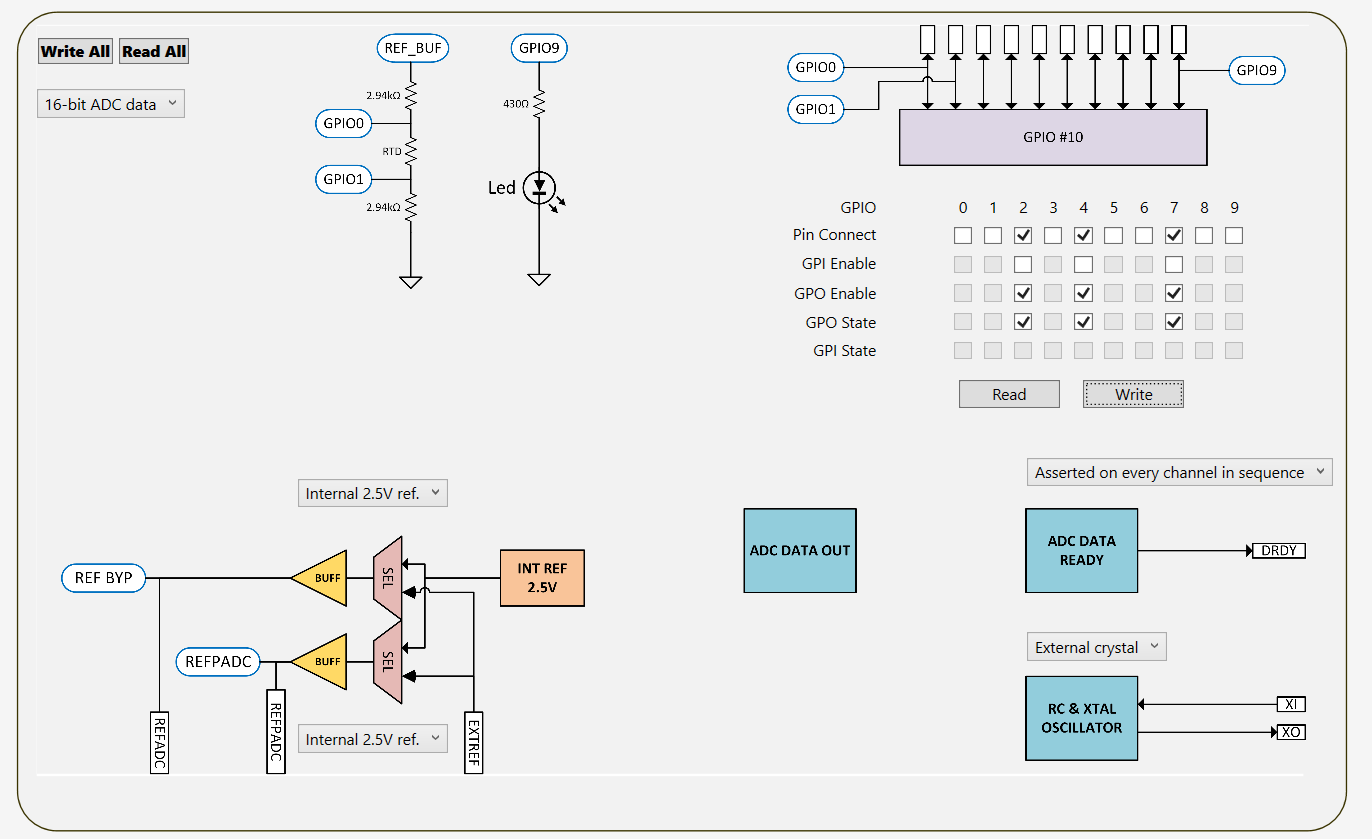 Write All Read All
16-bit ADC data
REF_BUF
2.94kΩ
GPIO0
RTD
GPIO1
2.94kΩ
GPIO9
430Ω
Led
GPIO0
GPIO1
GPIO9
GPIO #10
GPIO 0 1 2 3 4 5 6 7 8 9
Pin Connect
GPI Enable
GPO Enable
GPO State
GPI State
Read Write
Internal 2.5V ref.
REF BYP
BUFF
SEL
INT REF
2.5V
REFPADC
BUFF
SEL
REFADC
REFPADC
Internal 2.5V ref.
EXTREF
ADC DATA OUT
Asserted on every channel in sequence
ADC DATA
READY
DRDY
External crystal
RC & XTAL
OSCILLATOR
XI
XO